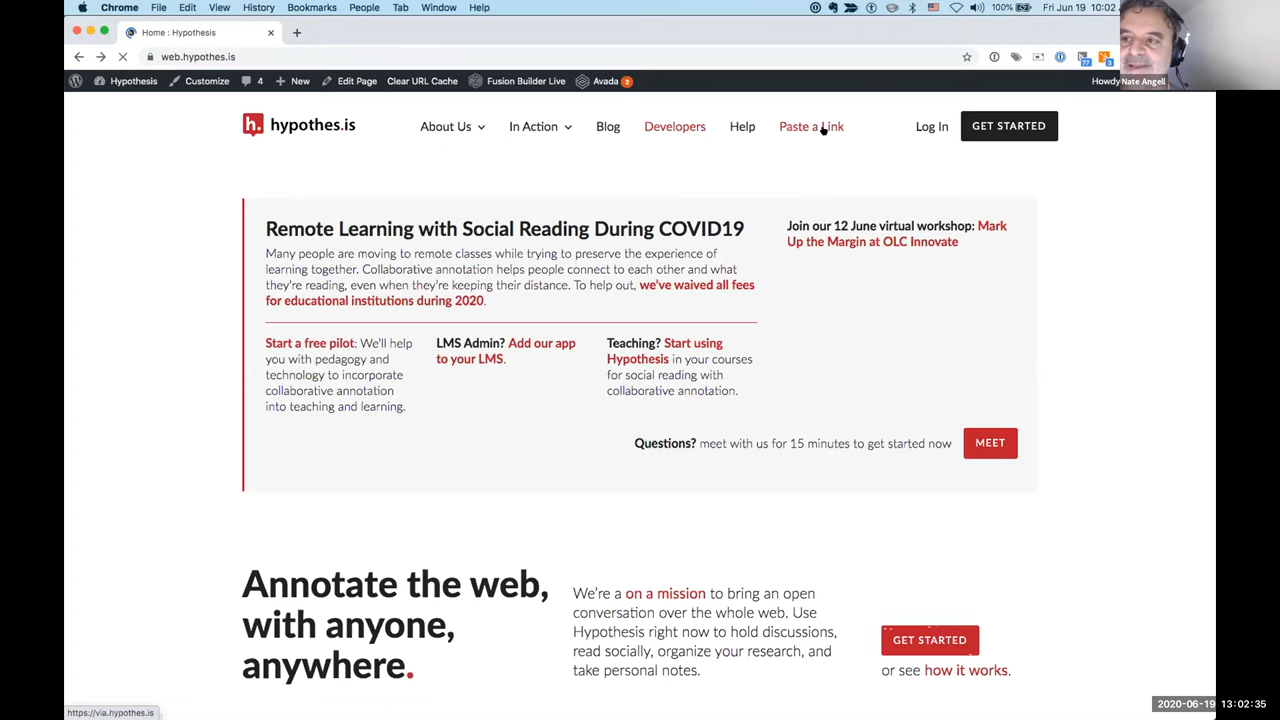 Chrome File Edit View History Bookmarks People Tab Window Help
100%
Fri Jun 19 10:02
Home : Hypothesis
web.hypothes.is
77
3
Hypothesis Customize 4 New Edit Page Clear URL Cache Fusion Builder Live Avada 2
Howdy
Nate Angell
h. hypothes.is
About Us In Action Blog Developers Help Paste a Link Log In GET STARTED
Remote Learning with Social Reading During COVID19
Many people are moving to remote classes while trying to preserve the experience of
learning together. Collaborative annotation helps people connect to each other and what
they're reading, even when they're keeping their distance. To help out, we've waived all fees
for educational institutions during 2020.
Join our 12 June virtual workshop: Mark
Up the Margin at OLC Innovate
Start a free pilot: We'll help
you with pedagogy and
technology to incorporate
collaborative annotation
into teaching and learning.
LMS Admin? Add our app
to your LMS.
Teaching? Start using
Hypothesis in your courses
for social reading with
collaborative annotation.
Questions? meet with us for 15 minutes to get started now MEET
Annotate the web,
with anyone,
anywhere.
We're a on a mission to bring an open
conversation over the whole web. Use
Hypothesis right now to hold discussions,
read socially, organize your research, and
take personal notes.
GET STARTED
or see how it works.
https://via.hypothes.is
2020-06-19 13:02:35